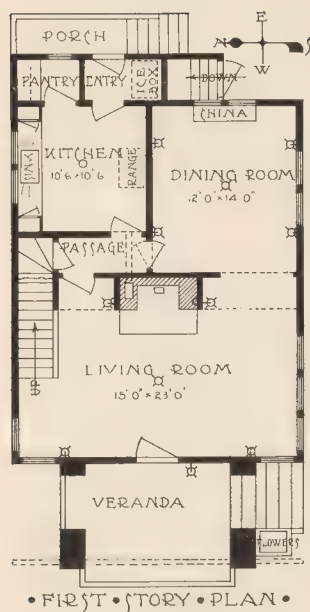 PORCH
E
N S
W
PANTRY ENTRY ICE BOX DOWN
CHINA
KITCHEN
10'6 × 10'6
SINK
RANGE
DINING ROOM
12'0" × 14'0"
PASSAGE
UP
LIVING ROOM
15'0" × 23'0"
VERANDA
FLOWERS
• FIRST • STORY • PLAN •